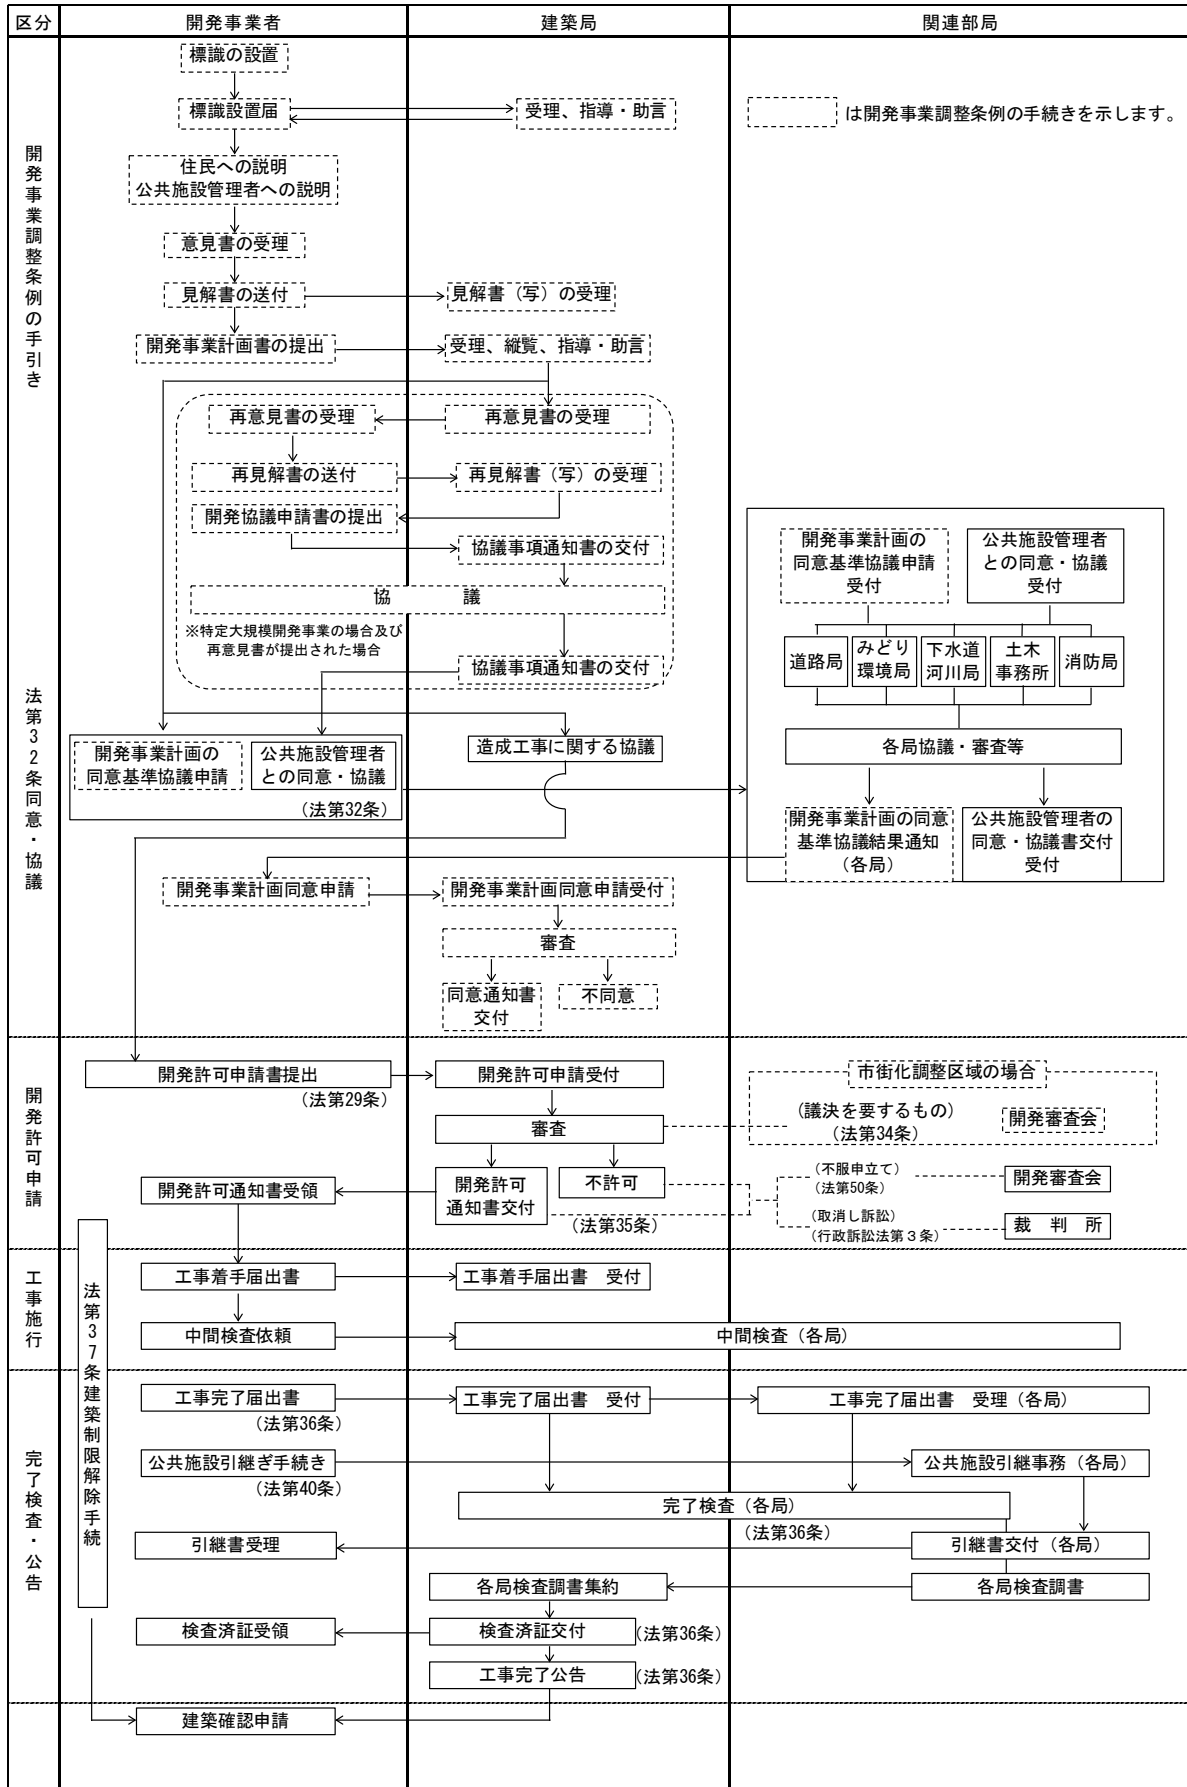 区分
開発事業者
建築局
関連部局
開発事業調整条例の手引き
標識の設置
標識設置届
受理、指導・助言
は開発事業調整条例の手続きを示します。
住民への説明
公共施設管理者への説明
意見書の受理
見解書の送付
見解書（写）の受理
開発事業計画書の提出
受理、縦覧、指導・助言
再意見書の受理
再意見書の受理
再見解書の送付
再見解書（写）の受理
開発協議申請書の提出
協議事項通知書の交付
協　　　議
※特定大規模開発事業の場合及び
再意見書が提出された場合
協議事項通知書の交付
法第３２条同意・協議
開発事業計画の
同意基準協議申請
公共施設管理者
との同意・協議
（法第32条）
造成工事に関する協議
開発事業計画の
同意基準協議申請
受付
公共施設管理者
との同意・協議
受付
道路局
みどり
環境局
下水道
河川局
土木
事務所
消防局
各局協議・審査等
開発事業計画の同意
基準協議結果通知
（各局）
公共施設管理者の
同意・協議書交付
受付
開発事業計画同意申請
開発事業計画同意申請受付
審査
同意通知書
交付
不同意
開発許可申請
開発許可申請書提出
（法第29条）
開発許可申請受付
市街化調整区域の場合
（議決を要するもの）
（法第34条）
開発審査会
審査
開発許可通知書受領
開発許可
通知書交付
不許可
（法第35条）
（不服申立て）
（法第50条）
開発審査会
（取消し訴訟）
（行政訴訟法第３条）
裁　判　所
法第３７条建築制限解除手続
工事施行
工事着手届出書
工事着手届出書　受付
中間検査依頼
中間検査（各局）
完了検査・公告
工事完了届出書
（法第36条）
工事完了届出書　受付
工事完了届出書　受理（各局）
公共施設引継ぎ手続き
（法第40条）
公共施設引継事務（各局）
完了検査（各局）
（法第36条）
引継書受理
引継書交付（各局）
各局検査調書集約
各局検査調書
検査済証受領
検査済証交付
（法第36条）
工事完了公告
（法第36条）
建築確認申請